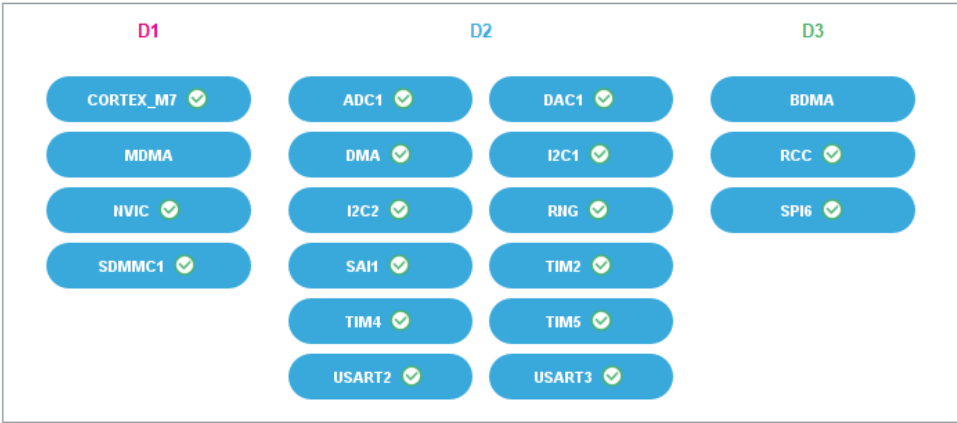 D1 D2 D3
CORTEX_M7 ADC1 DAC1 BDMA
MDMA DMA I2C1 RCC
NVIC I2C2 RNG SPI6
SDMMC1 SAI1 TIM2
TIM4 TIM5
USART2 USART3